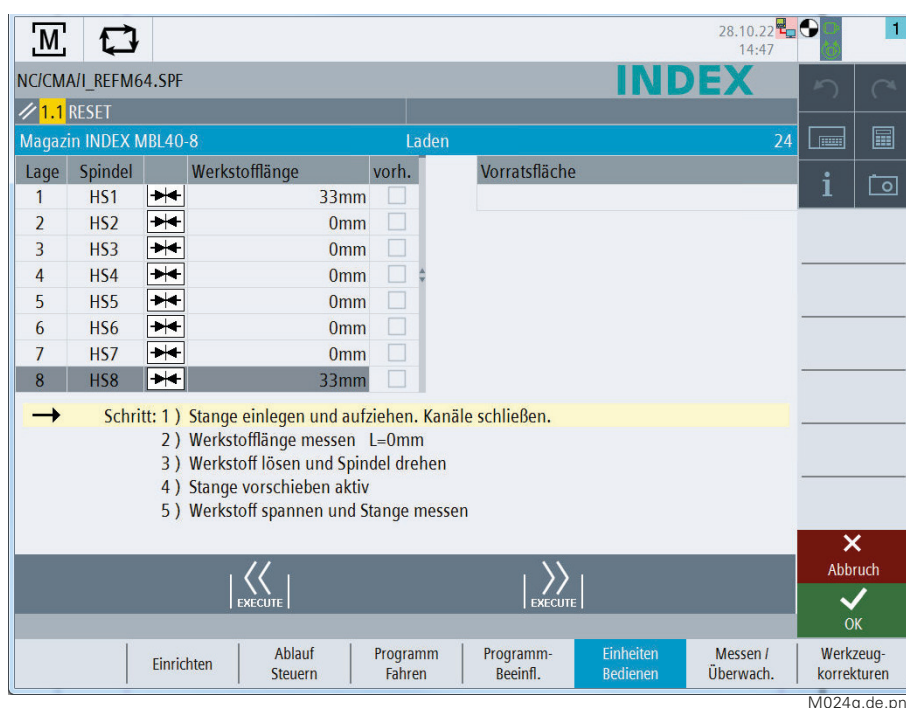 M
28.10.22
14:47
1
NC/CMA/I_REFM64.SPF
INDEX
1.1 RESET
Magazin INDEX MBL40-8 Laden 24
Lage Spindel Werkstofflänge vorh. Vorratsfläche
1 HS1 33mm
2 HS2 0mm
3 HS3 0mm
4 HS4 0mm
5 HS5 0mm
6 HS6 0mm
7 HS7 0mm
8 HS8 33mm
i
Schritt: 1 ) Stange einlegen und aufziehen. Kanäle schließen.
2 ) Werkstofflänge messen L=0mm
3 ) Werkstoff lösen und Spindel drehen
4 ) Stange vorschieben aktiv
5 ) Werkstoff spannen und Stange messen
EXECUTE EXECUTE
Abbruch
OK
Einrichten
Ablauf Steuern
Programm Fahren
Programm- Beeinfl.
Einheiten Bedienen
Messen / Überwach.
Werkzeug- korrekturen